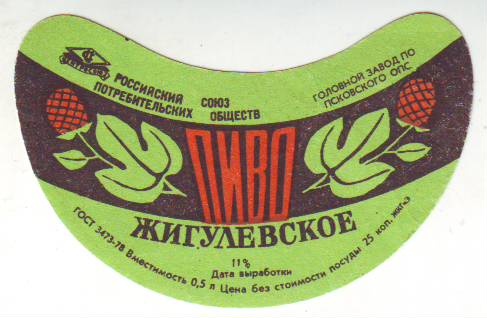 РОССИЙСКИЙ СОЮЗ
ПОТРЕБИТЕЛЬСКИХ ОБЩЕСТВ
ГОЛОВНОЙ ЗАВОД ПО
ПСКОВСКОГО ОПС
ПИВО
ЖИГУЛЕВСКОЕ
11%
Дата выработки
ГОСТ 3473-78 Вместимость 0,5 л Цена без стоимости посуды 25 коп.